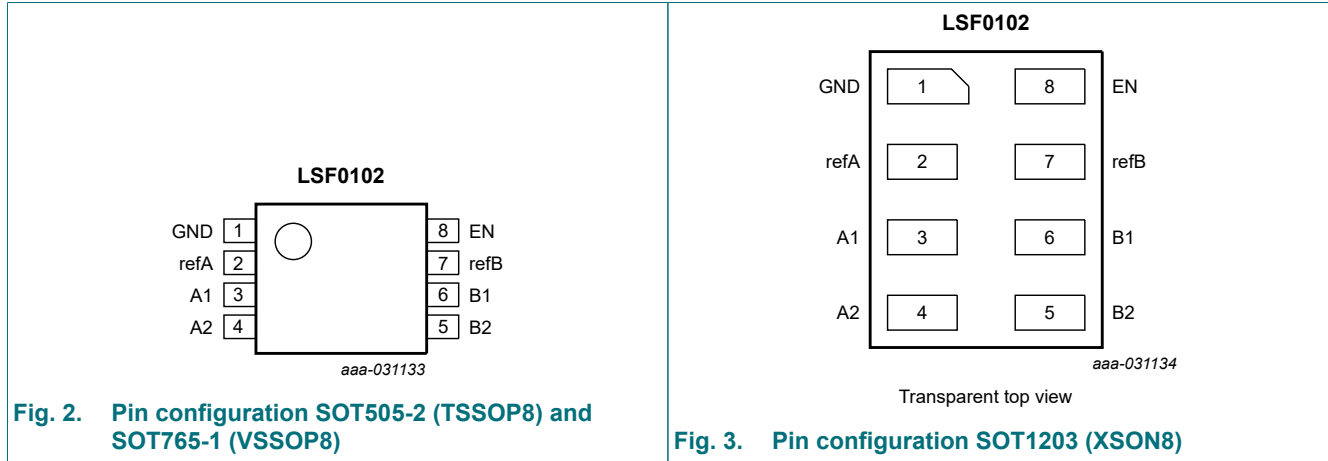 LSF0102
GND 1 8 EN
refA 2 7 refB
A1 3 6 B1
A2 4 5 B2
aaa-031133
Fig. 2. Pin configuration SOT505-2 (TSSOP8) and
SOT765-1 (VSSOP8)
LSF0102
GND 1 8 EN
refA 2 7 refB
A1 3 6 B1
A2 4 5 B2
aaa-031134
Transparent top view
Fig. 3. Pin configuration SOT1203 (XSON8)